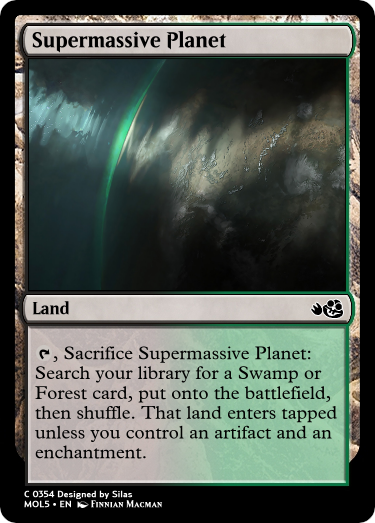 Supermassive Planet
Land
, Sacrifice Supermassive Planet:
Search your library for a Swamp or
Forest card, put onto the battlefield,
then shuffle. That land enters tapped
unless you control an artifact and an
enchantment.
C 0354 Designed by Silas
MOL5 • EN Finnian Macman